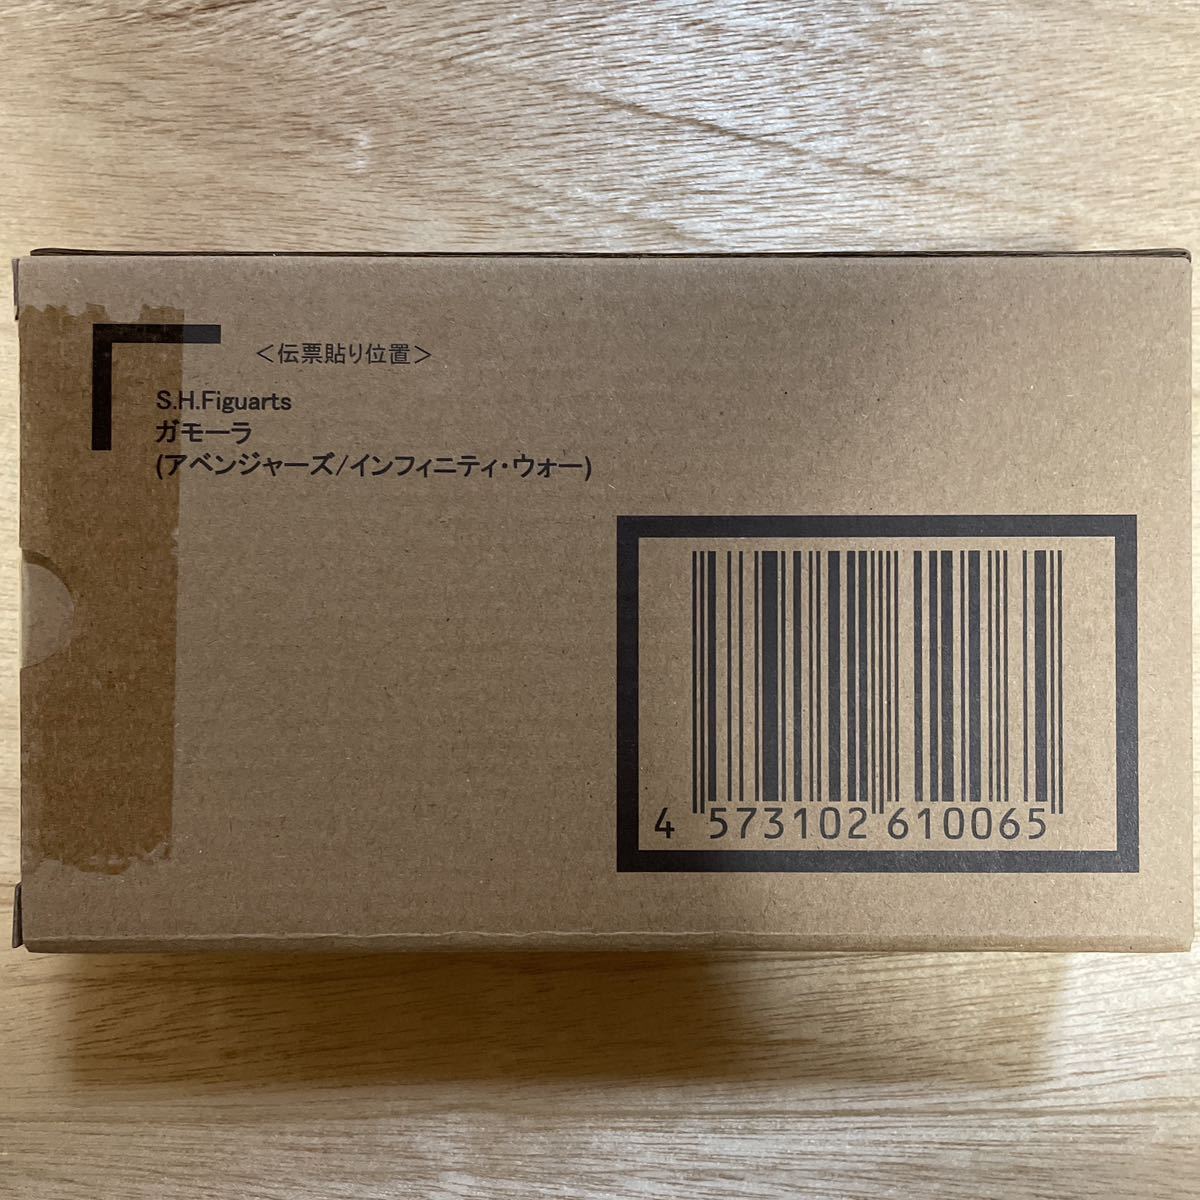 ＜伝票貼り位置＞
S.H.Figuarts
ガモーラ
(アベンジャーズ/インフィニティ・ウォー)
4 573102 610065